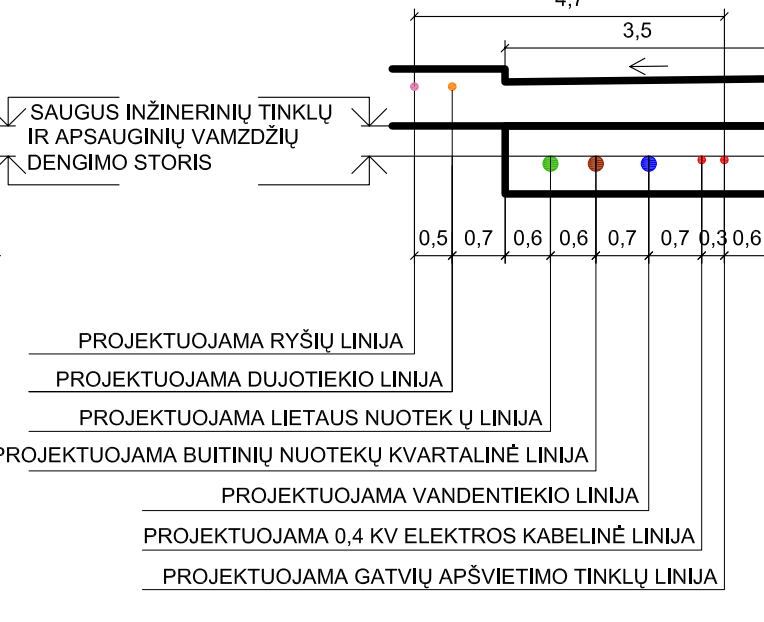 4,7
3,5
SAUGUS INŽINERINIŲ TINKLŲ
IR APSAUGINIŲ VAMZDŽIŲ
DENGIMO STORIS
0,5 0,7 0,6 0,6 0,7 0,7 0,3 0,6
PROJEKTUOJAMA RYŠIŲ LINIJA
PROJEKTUOJAMA DUJOTIEKIO LINIJA
PROJEKTUOJAMA LIETAUS NUOTEK Ų LINIJA
PROJEKTUOJAMA BUITINIŲ NUOTEKŲ KVARTALINĖ LINIJA
PROJEKTUOJAMA VANDENTIEKIO LINIJA
PROJEKTUOJAMA 0,4 KV ELEKTROS KABELINĖ LINIJA
PROJEKTUOJAMA GATVIŲ APŠVIETIMO TINKLŲ LINIJA